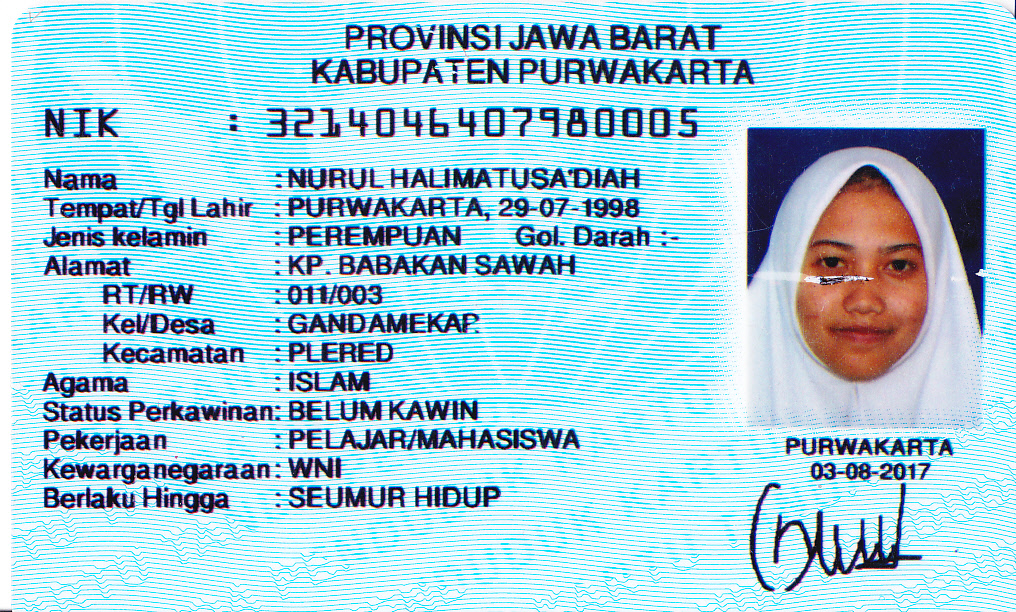 PROVINSI JAWA BARAT
KABUPATEN PURWAKARTA
NIK : 3214046407980005
Nama : NURUL HALIMATUSA'DIAH
Tempat/Tgl Lahir : PURWAKARTA, 29-07-1998
Jenis kelamin : PEREMPUAN Gol. Darah :-
Alamat : KP. BABAKAN SAWAH
RT/RW : 011/003
Kel/Desa : GANDAMEKAR
Kecamatan : PLERED
Agama : ISLAM
Status Perkawinan: BELUM KAWIN
Pekerjaan : PELAJAR/MAHASISWA
Kewarganegaraan: WNI
Berlaku Hingga : SEUMUR HIDUP
PURWAKARTA
03-08-2017